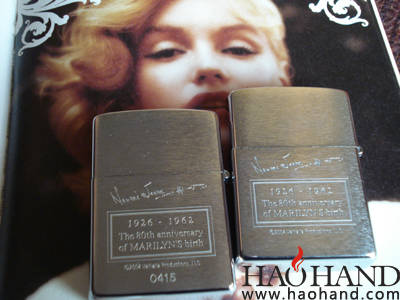 1926 - 1962
The 80th anniversary
of MARILYN'S birth
0415
1926 - 1962
The 80th anniversary
of MARILYN'S birth
HAOHAND
www.haohand.com